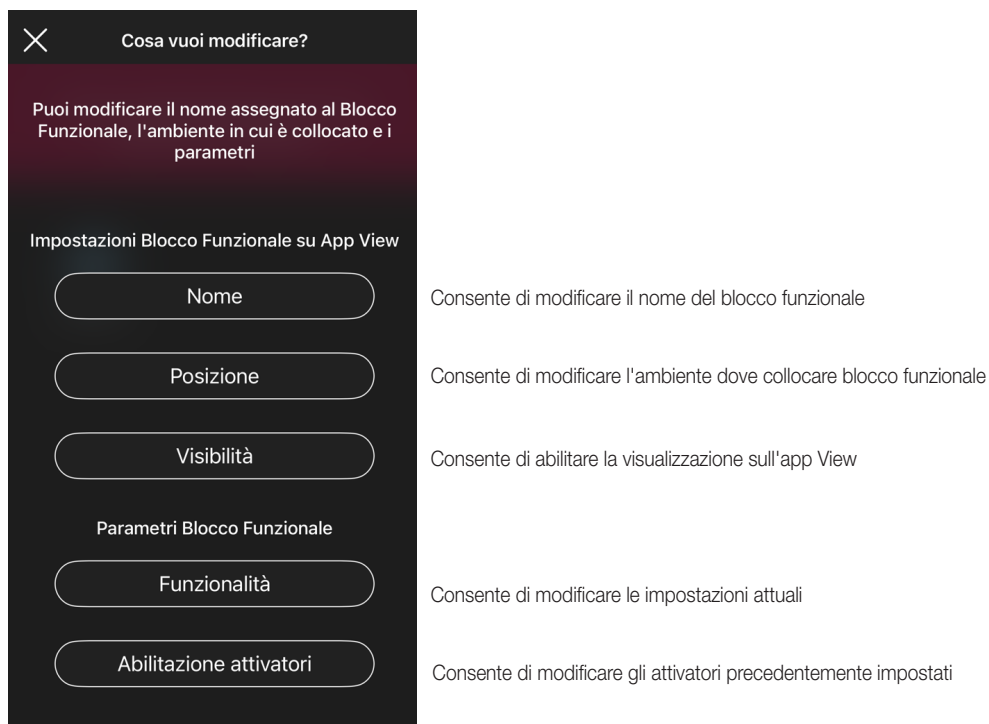 Cosa vuoi modificare?
Puoi modificare il nome assegnato al Blocco
Funzionale, l'ambiente in cui è collocato e i
parametri
Impostazioni Blocco Funzionale su App View
Nome
Consente di modificare il nome del blocco funzionale
Posizione
Consente di modificare l'ambiente dove collocare blocco funzionale
Visibilità
Consente di abilitare la visualizzazione sull'app View
Parametri Blocco Funzionale
Funzionalità
Consente di modificare le impostazioni attuali
Abilitazione attivatori
Consente di modificare gli attivatori precedentemente impostati